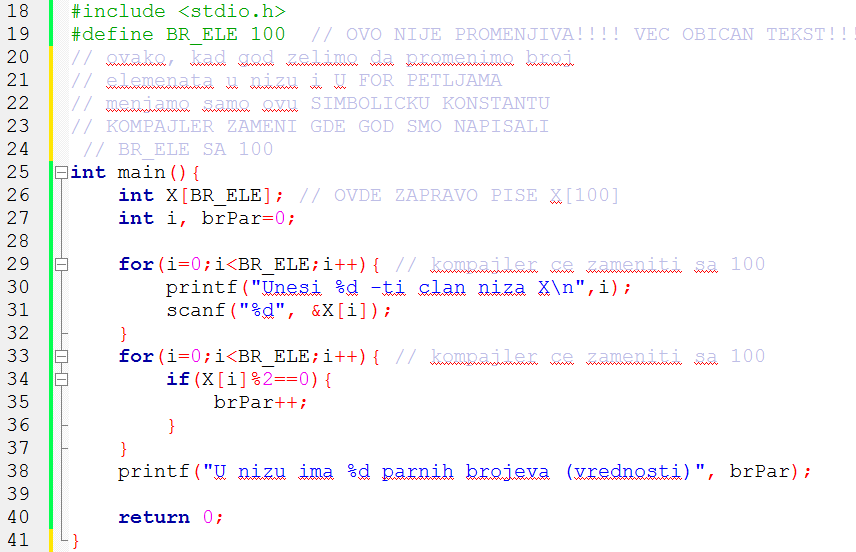 18 #include <stdio.h>
19 #define BR_ELE 100 // OVO NIJE PROMENJIVA!!!! VEC OBICAN TEKST!!!
20 // ovako, kad god zelimo da promenimo broj
21 // elemenata u nizu i U FOR PETLJAMA
22 // menjamo samo ovu SIMBOLICKU KONSTANTU
23 // KOMPAJLER ZAMENI GDE GOD SMO NAPISALI
24 // BR_ELE SA 100
25 int main(){
26 int X[BR_ELE]; // OVDE ZAPRAVO PISE X[100]
27 int i, brPar=0;
28
29 for(i=0;i<BR_ELE;i++){ // kompajler ce zameniti sa 100
30 printf("Unesi %d -ti clan niza X\n",i);
31 scanf("%d", &X[i]);
32 }
33 for(i=0;i<BR_ELE;i++){ // kompajler ce zameniti sa 100
34 if(X[i]%2==0){
35 brPar++;
36 }
37 }
38 printf("U nizu ima %d parnih brojeva (vrednosti)", brPar);
39
40 return 0;
41 }